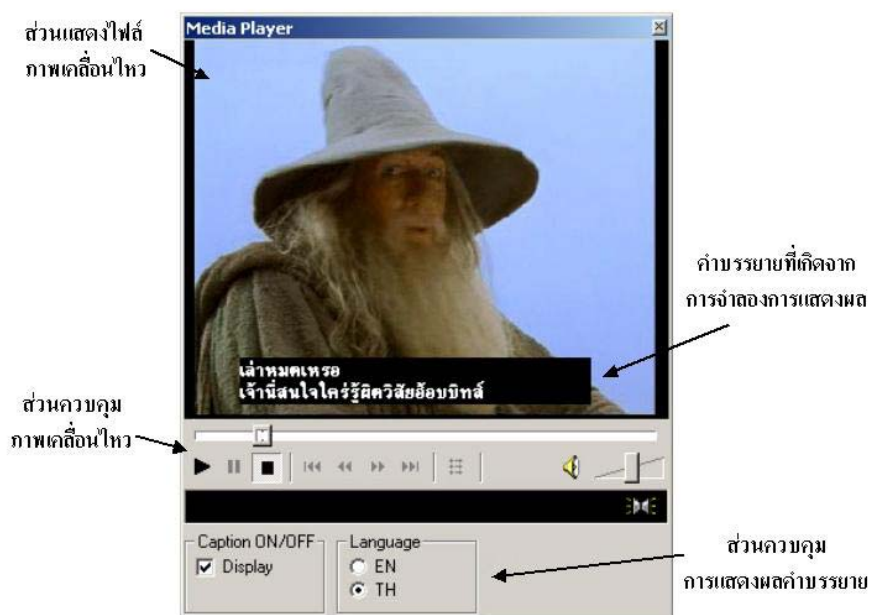 ส่วนแสดงไฟล์
ภาพเคลื่อนไหว
Media Player
คำบรรยายที่เกิดจาก
การจำลองการแสดงผล
เล่าหมดเหรอ
เจ้านี่สนใจใคร่รู้ผิดวิสัยฮ้อบบิทส์
ส่วนควบคุม
ภาพเคลื่อนไหว
Caption ON/OFF
Display
Language
EN
TH
ส่วนควบคุม
การแสดงผลคำบรรยาย